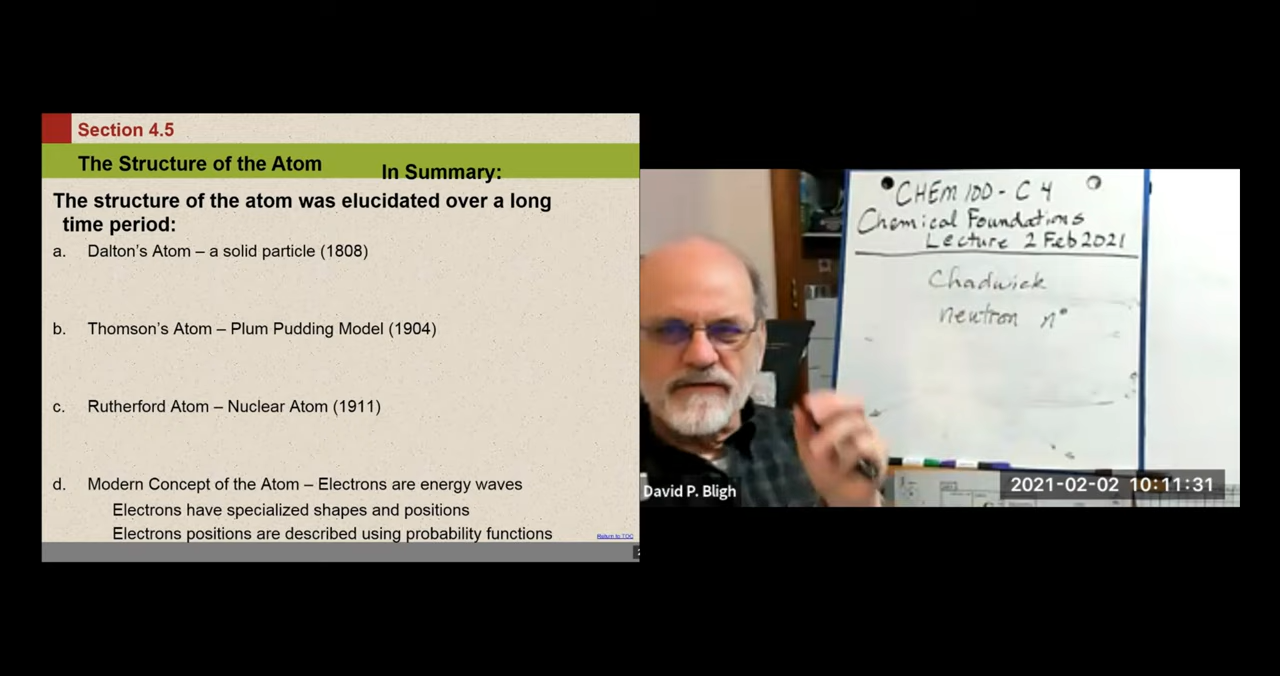 Section 4.5
The Structure of the Atom
In Summary:
The structure of the atom was elucidated over a long
time period:
a. Dalton's Atom – a solid particle (1808)
b. Thomson's Atom – Plum Pudding Model (1904)
c. Rutherford Atom – Nuclear Atom (1911)
d. Modern Concept of the Atom – Electrons are energy waves
Electrons have specialized shapes and positions
Electrons positions are described using probability functions
Return to TOC
CHEM 100 - C 4
Chemical Foundations
Lecture 2 Feb 2021
Chadwick
neutron n°
David P. Bligh
2021-02-02 10:11:31